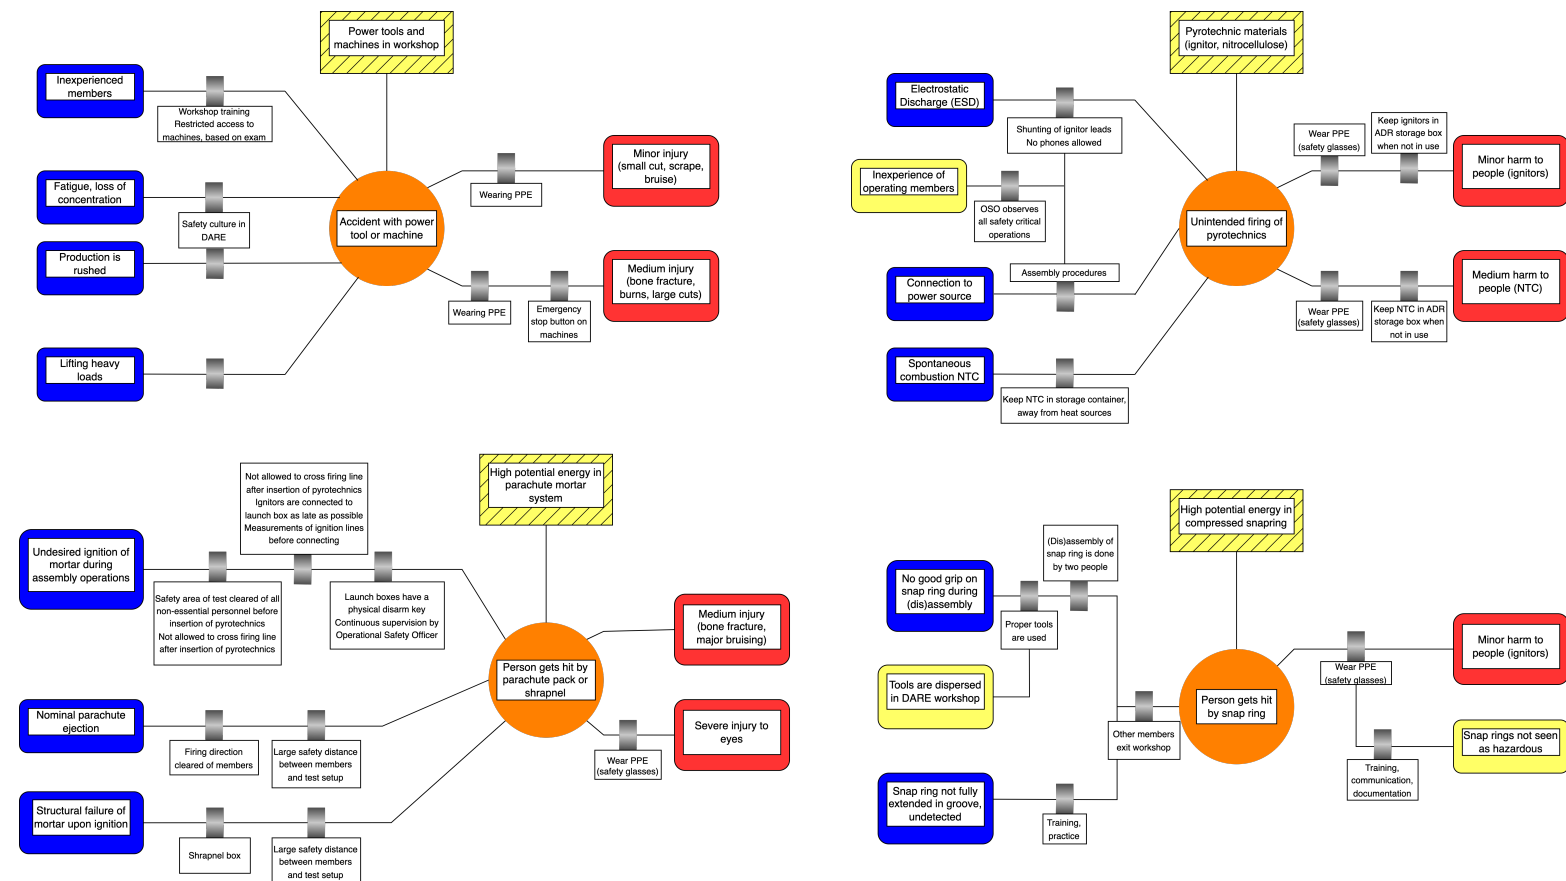 Power tools and
machines in workshop
Inexperienced
members
Workshop training
Restricted access to
machines, based on exam
Fatigue, loss of
concentration
Safety culture in
DARE
Production is
rushed
Lifting heavy
loads
Accident with power
tool or machine
Wearing PPE
Minor injury
(small cut, scrape,
bruise)
Wearing PPE
Emergency
stop button on
machines
Medium injury
(bone fracture,
burns, large cuts)
Pyrotechnic materials
(ignitor, nitrocellulose)
Electrostatic
Discharge (ESD)
Shunting of ignitor leads
No phones allowed
Inexperience of
operating members
OSO observes
all safety critical
operations
Assembly procedures
Connection to
power source
Spontaneous
combustion NTC
Keep NTC in storage container,
away from heat sources
Unintended firing of
pyrotechnics
Wear PPE
(safety glasses)
Keep ignitors in
ADR storage box
when not in use
Minor harm to
people (ignitors)
Wear PPE
(safety glasses)
Keep NTC in ADR
storage box when
not in use
Medium harm to
people (NTC)
High potential energy in
parachute mortar
system
Not allowed to cross firing line
after insertion of pyrotechnics
Ignitors are connected to
launch box as late as possible
Measurements of ignition lines
before connecting
Undesired ignition of
mortar during
assembly operations
Safety area of test cleared of all
non-essential personnel before
insertion of pyrotechnics
Not allowed to cross firing line
after insertion of pyrotechnics
Launch boxes have a
physical disarm key
Continuous supervision by
Operational Safety Officer
Nominal parachute
ejection
Firing direction
cleared of members
Large safety distance
between members
and test setup
Structural failure of
mortar upon ignition
Shrapnel box
Large safety distance
between members
and test setup
Person gets hit by
parachute pack or
shrapnel
Medium injury
(bone fracture,
major bruising)
Wear PPE
(safety glasses)
Severe injury to
eyes
High potential energy in
compressed snapring
No good grip on
snap ring during
(dis)assembly
(Dis)assembly of
snap ring is done
by two people
Proper tools
are used
Tools are dispersed
in DARE workshop
Other members
exit workshop
Snap ring not fully
extended in groove,
undetected
Training,
practice
Person gets hit
by snap ring
Wear PPE
(safety glasses)
Minor harm to
people (ignitors)
Snap rings not seen
as hazardous
Training,
communication,
documentation